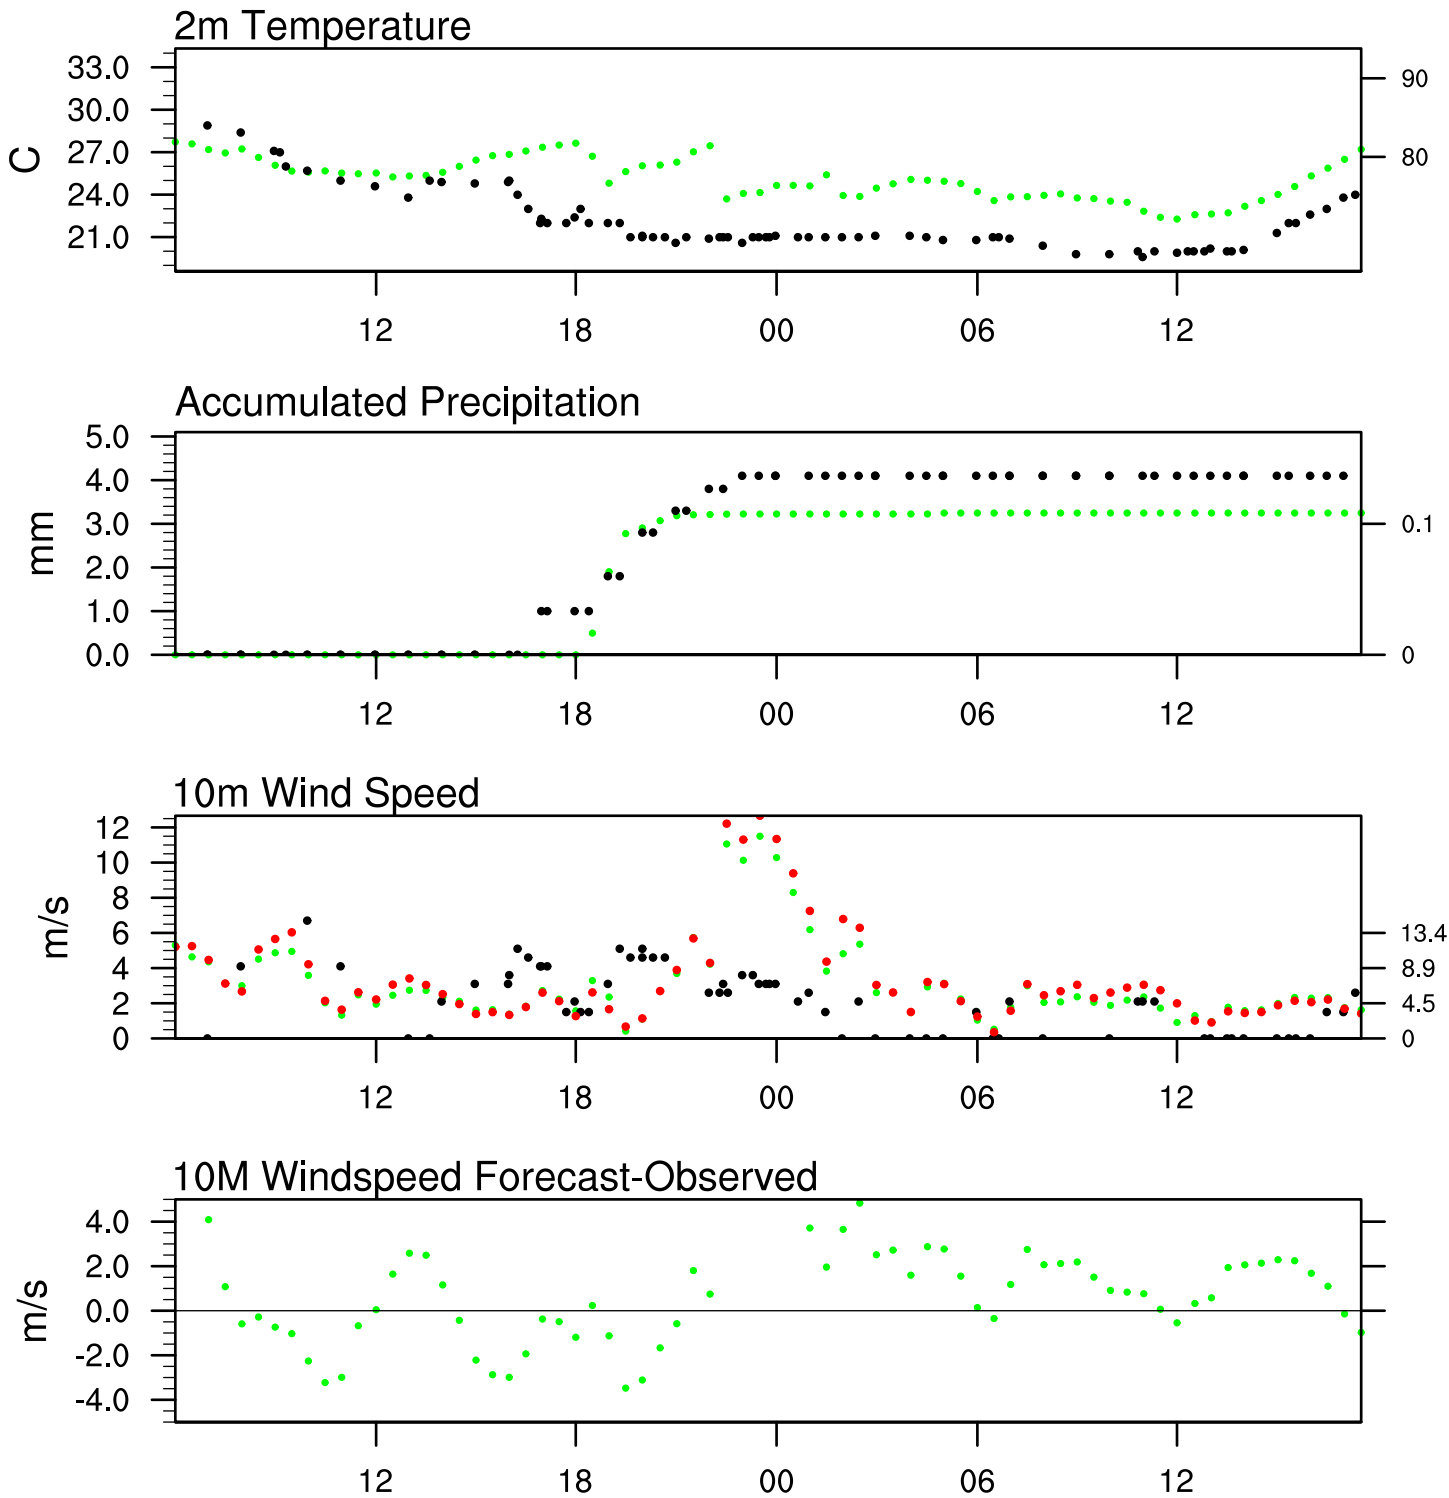 2m Temperature
33.0
30.0
27.0
24.0
21.0
C
90
80
12 18 00 06 12
Accumulated Precipitation
5.0
4.0
3.0
2.0
1.0
0.0
mm
0.1
0
12 18 00 06 12
10m Wind Speed
12
10
8
6
4
2
0
m/s
13.4
8.9
4.5
0
12 18 00 06 12
10M Windspeed Forecast-Observed
4.0
2.0
0.0
-2.0
-4.0
m/s
12 18 00 06 12